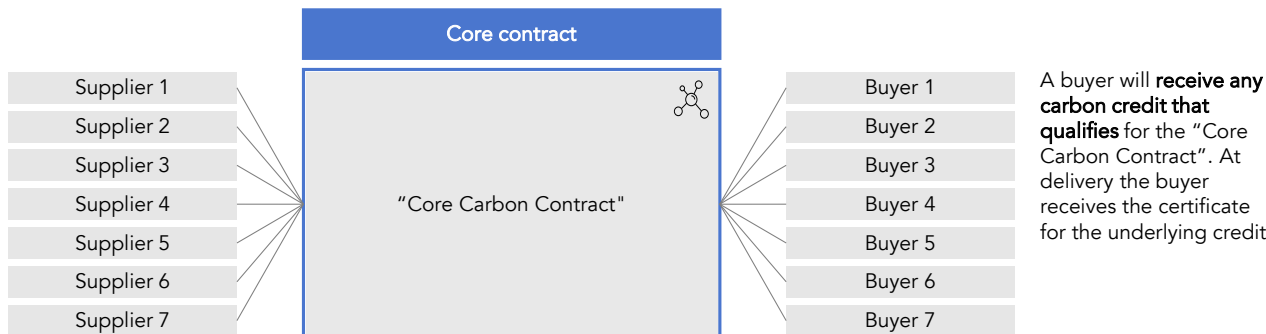 Core contract
Supplier 1
Supplier 2
Supplier 3
Supplier 4
Supplier 5
Supplier 6
Supplier 7
“Core Carbon Contract"
Buyer 1
Buyer 2
Buyer 3
Buyer 4
Buyer 5
Buyer 6
Buyer 7
A buyer will receive any
carbon credit that
qualifies for the “Core
Carbon Contract”. At
delivery the buyer
receives the certificate
for the underlying credit